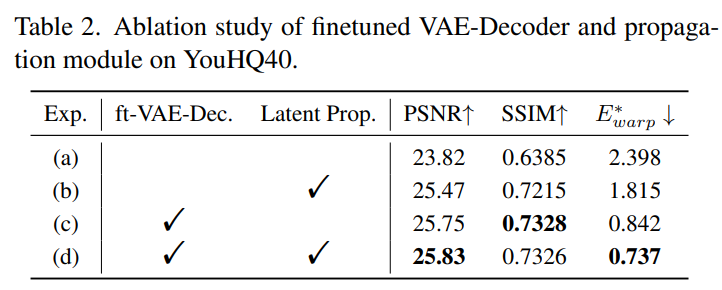 Table 2. Ablation study of finetuned VAE-Decoder and propaga-
tion module on YouHQ40.
Exp. ft-VAE-Dec. Latent Prop. PSNR↑ SSIM↑ E*warp ↓
(a) 23.82 0.6385 2.398
(b) ✓ 25.47 0.7215 1.815
(c) ✓ 25.75 0.7328 0.842
(d) ✓ ✓ 25.83 0.7326 0.737